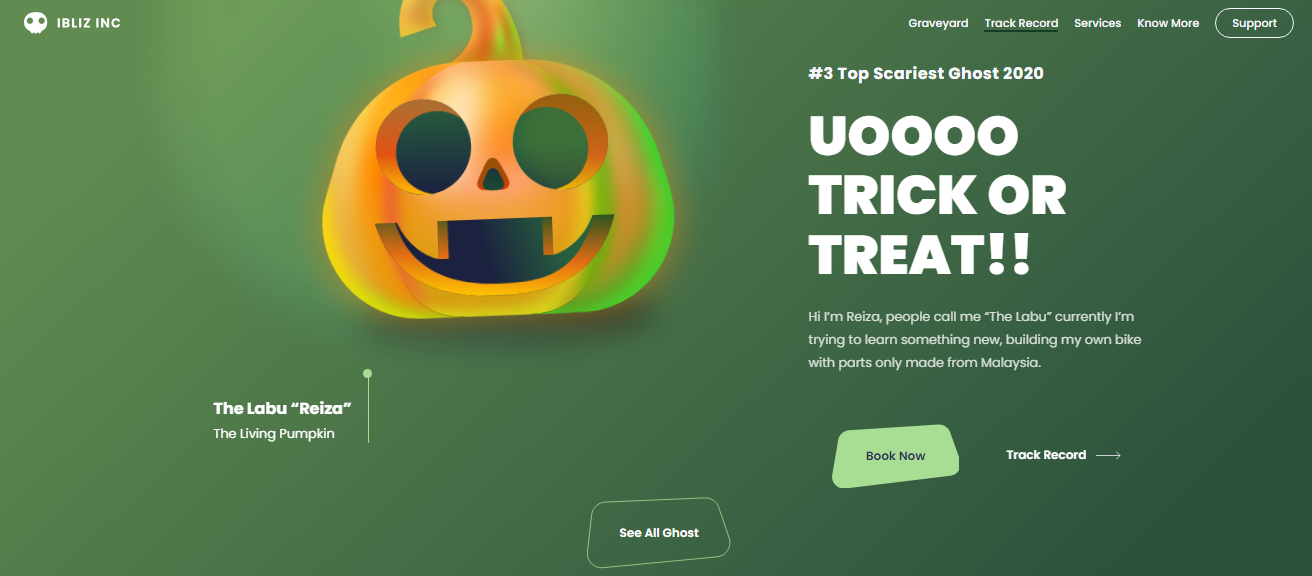 IBLIZ INC
Graveyard
Track Record
Services
Know More
Support
#3 Top Scariest Ghost 2020
UOOOO
TRICK OR
TREAT!!
Hi I’m Reiza, people call me “The Labu” currently I’m
trying to learn something new, building my own bike
with parts only made from Malaysia.
The Labu “Reiza”
The Living Pumpkin
Book Now
Track Record
See All Ghost